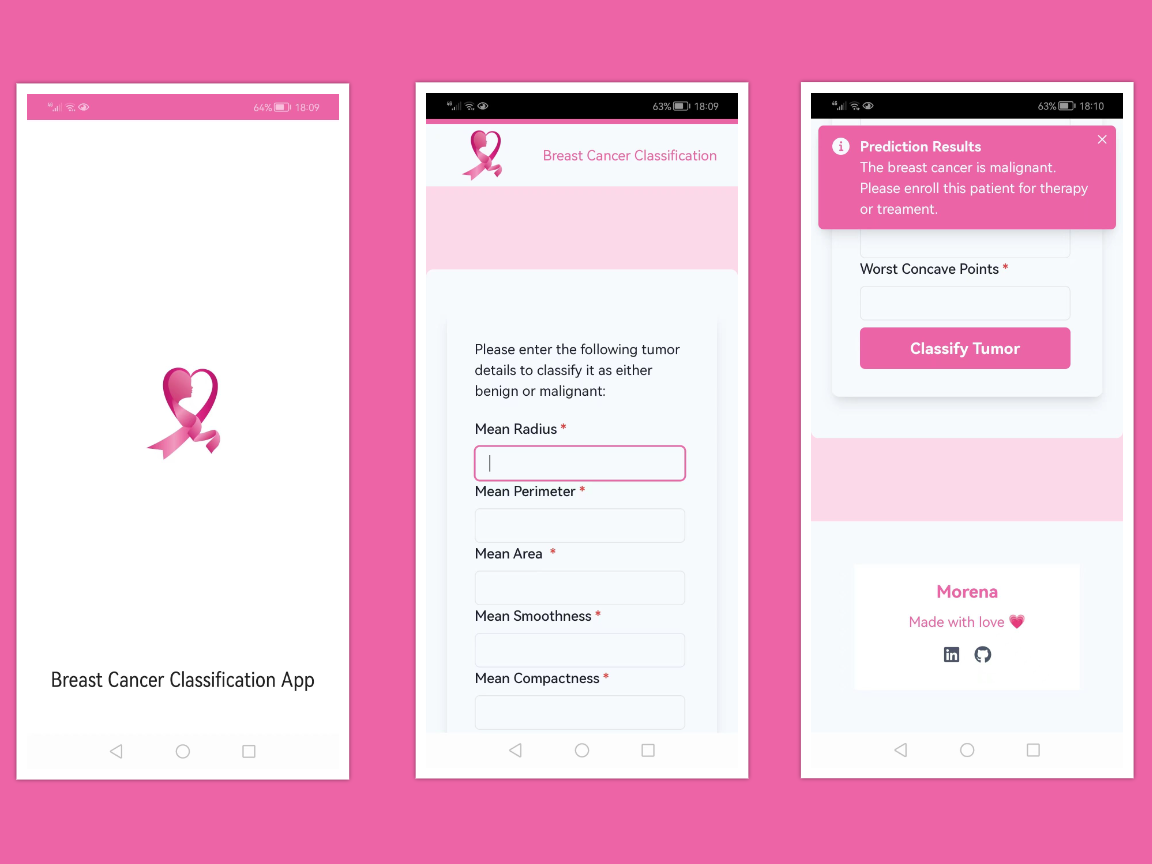 64% 18:09
Breast Cancer Classification App
63% 18:09
Breast Cancer Classification
Please enter the following tumor
details to classify it as either
benign or malignant:
Mean Radius *
Mean Perimeter *
Mean Area *
Mean Smoothness *
Mean Compactness *
63% 18:10
Prediction Results
The breast cancer is malignant.
Please enroll this patient for therapy
or treament.
Worst Concave Points *
Classify Tumor
Morena
Made with love 💗